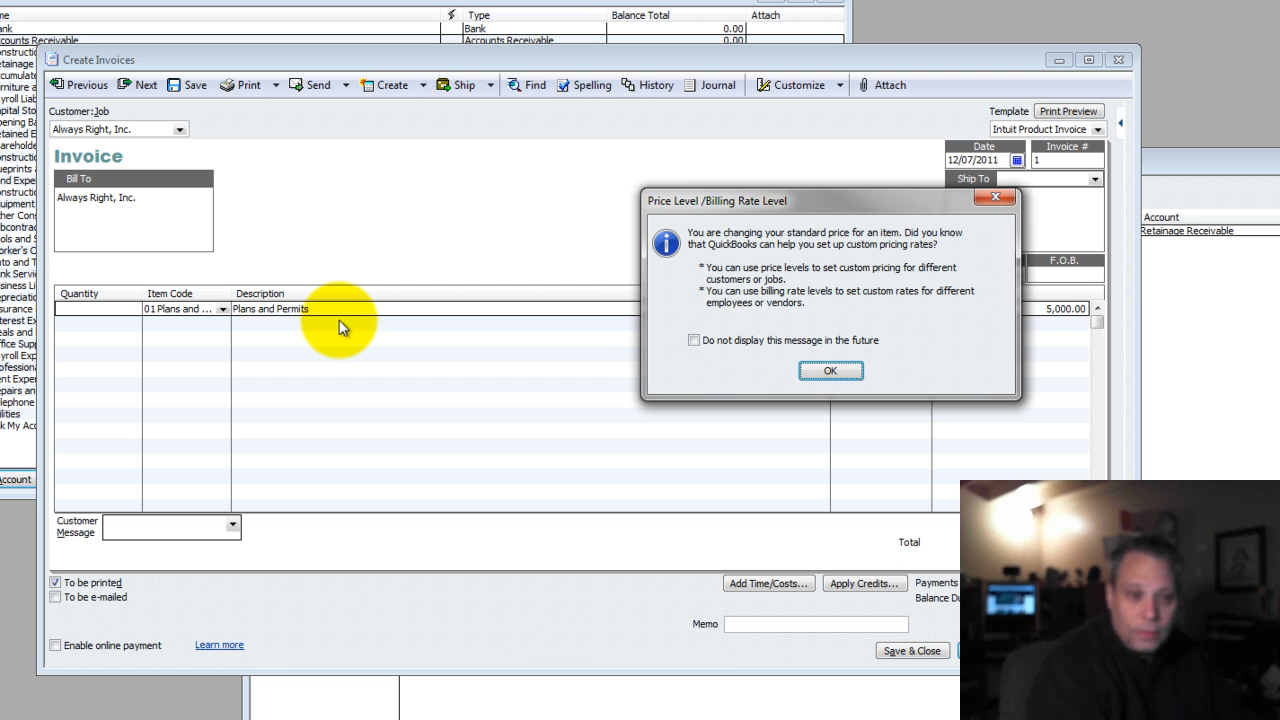 Type
Balance Total
Attach
Bank
0.00
Accounts Receivable
0.00
Create Invoices
Previous Next Save Print Send Create Ship Find Spelling History Journal Customize Attach
Customer:Job
Template Print Preview
Always Right, Inc.
Intuit Product Invoice
Invoice
Date Invoice #
12/07/2011 1
Bill To
Ship To
Always Right, Inc.
Price Level /Billing Rate Level
You are changing your standard price for an item. Did you know
that QuickBooks can help you set up custom pricing rates?
* You can use price levels to set custom pricing for different
customers or jobs.
* You can use billing rate levels to set custom rates for different
employees or vendors.
Do not display this message in the future
OK
Account
Retainage Receivable
F.O.B.
Quantity Item Code Description
01 Plans and ... Plans and Permits 5,000.00
Customer
Message
Total
To be printed
To be e-mailed
Add Time/Costs... Apply Credits... Payments
Memo
Enable online payment Learn more
Save & Close